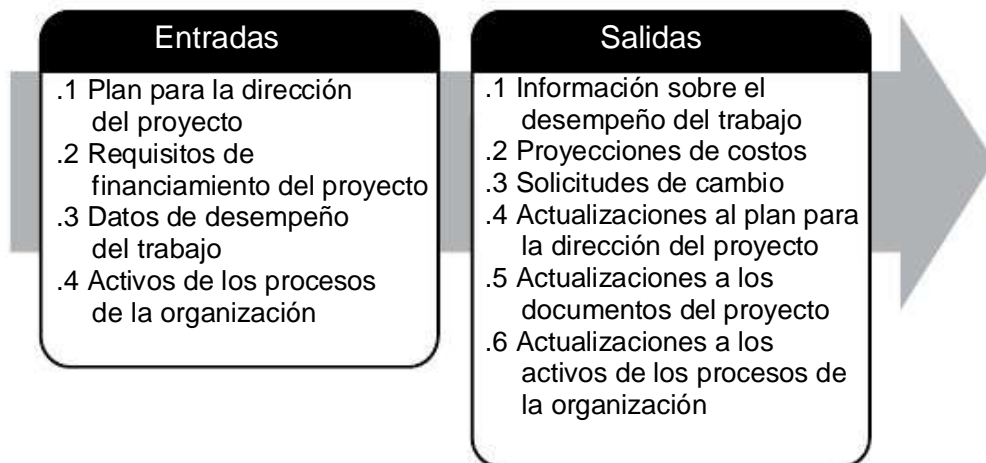 Entradas
.1 Plan para la dirección
del proyecto
.2 Requisitos de
financiamiento del proyecto
.3 Datos de desempeño
del trabajo
.4 Activos de los procesos
de la organización
Salidas
.1 Información sobre el
desempeño del trabajo
.2 Proyecciones de costos
.3 Solicitudes de cambio
.4 Actualizaciones al plan para
la dirección del proyecto
.5 Actualizaciones a los
documentos del proyecto
.6 Actualizaciones a los
activos de los procesos de
la organización